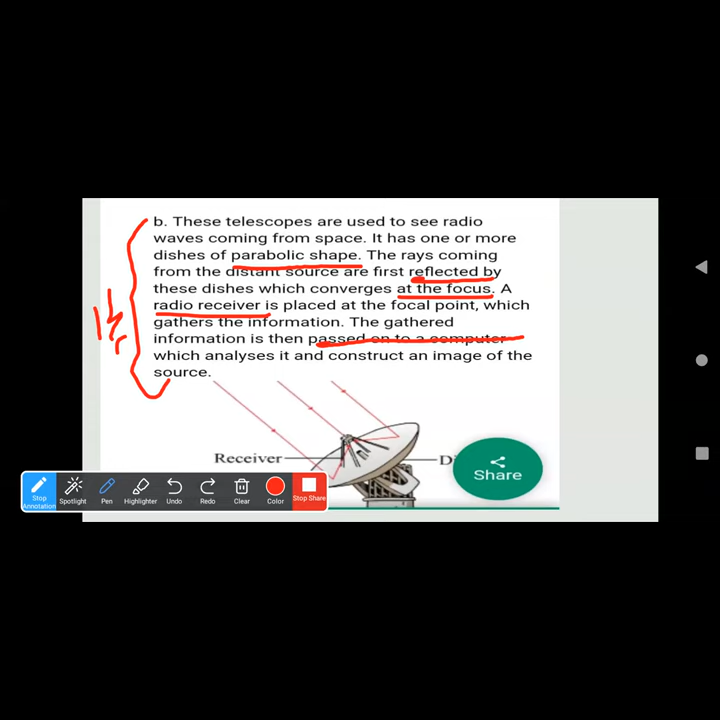 b. These telescopes are used to see radio
waves coming from space. It has one or more
dishes of parabolic shape. The rays coming
from the distant source are first reflected by
these dishes which converges at the focus. A
radio receiver is placed at the focal point, which
gathers the information. The gathered
information is then passed on to a computer
which analyses it and construct an image of the
source.
Receiver
Share
Stop Annotation
Spotlight
Pen
Highlighter
Undo
Redo
Clear
Color
Stop Share